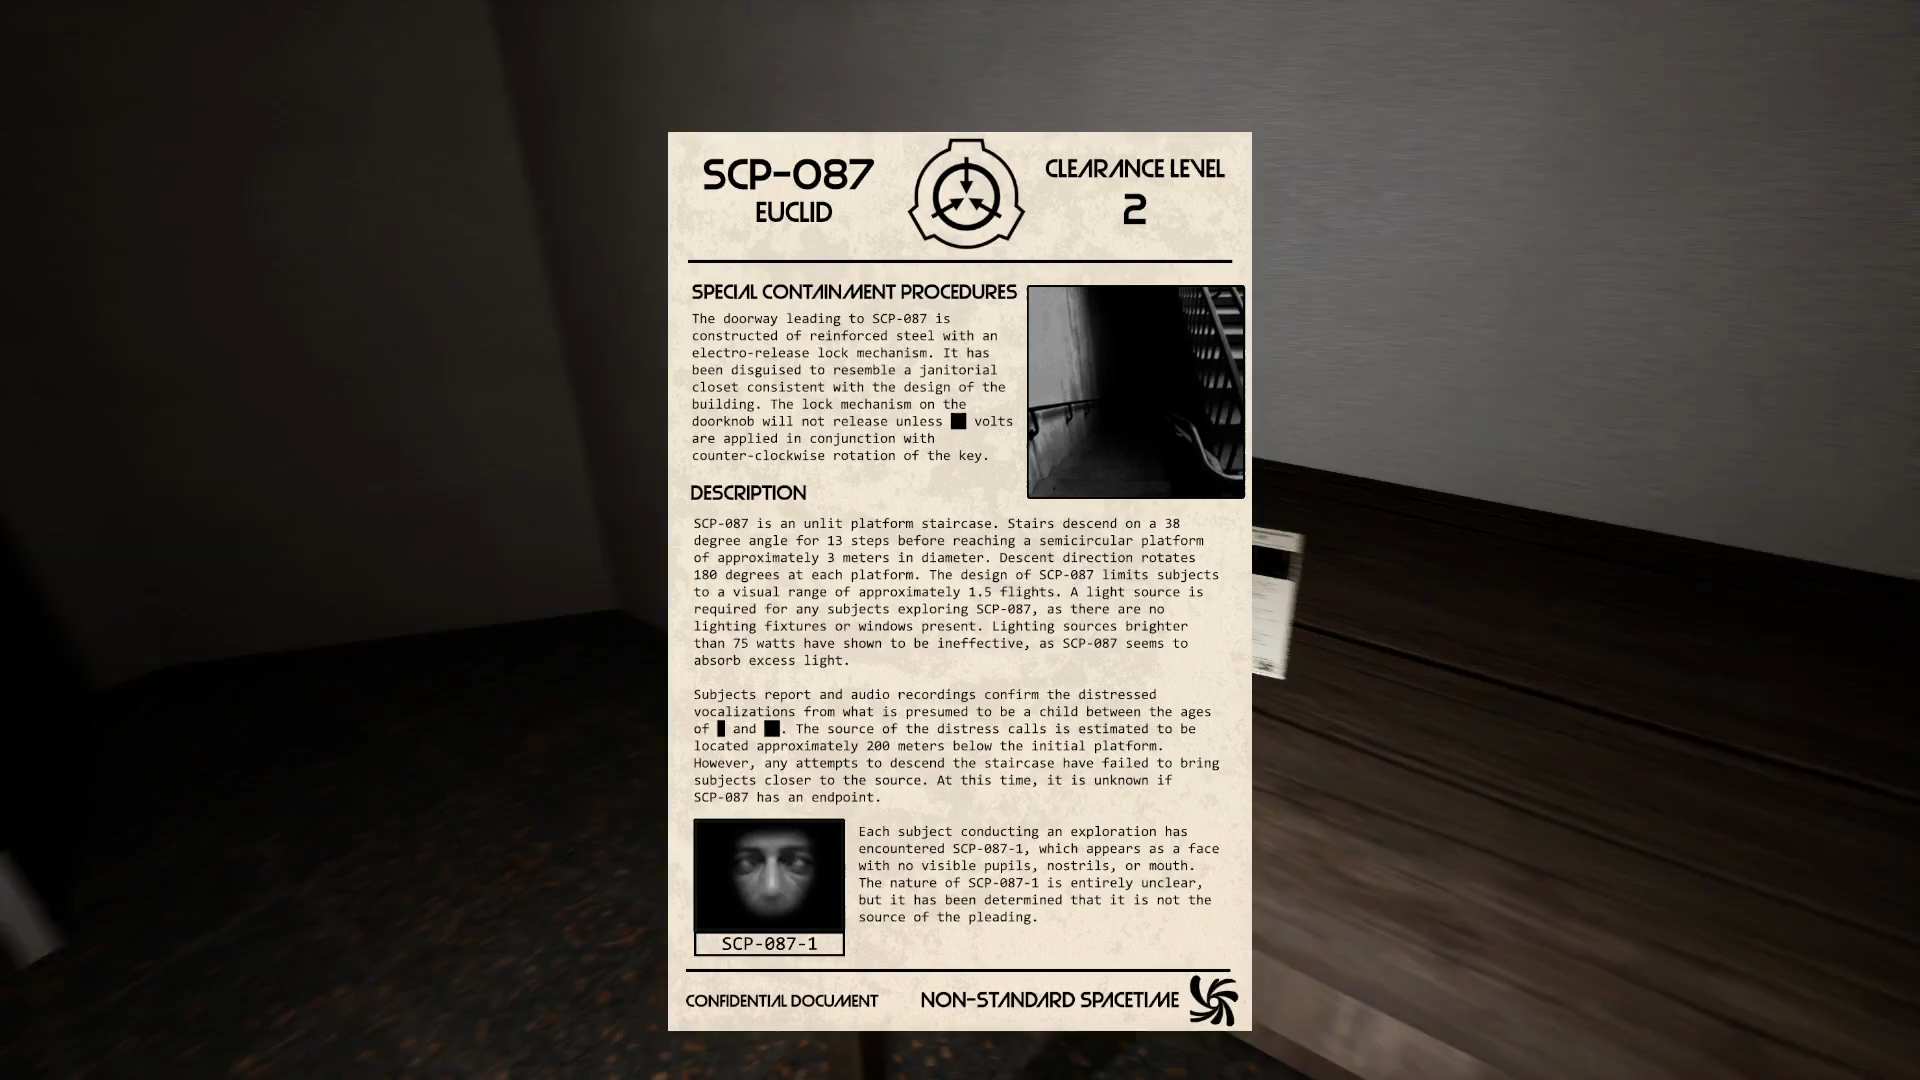 SCP-087
EUCLID
CLEARANCE LEVEL
2
SPECIAL CONTAINMENT PROCEDURES
The doorway leading to SCP-087 is
constructed of reinforced steel with an
electro-release lock mechanism. It has
been disguised to resemble a janitorial
closet consistent with the design of the
building. The lock mechanism on the
doorknob will not release unless ██ volts
are applied in conjunction with
counter-clockwise rotation of the key.
DESCRIPTION
SCP-087 is an unlit platform staircase. Stairs descend on a 38
degree angle for 13 steps before reaching a semicircular platform
of approximately 3 meters in diameter. Descent direction rotates
180 degrees at each platform. The design of SCP-087 limits subjects
to a visual range of approximately 1.5 flights. A light source is
required for any subjects exploring SCP-087, as there are no
lighting fixtures or windows present. Lighting sources brighter
than 75 watts have shown to be ineffective, as SCP-087 seems to
absorb excess light.
Subjects report and audio recordings confirm the distressed
vocalizations from what is presumed to be a child between the ages
of █ and ██. The source of the distress calls is estimated to be
located approximately 200 meters below the initial platform.
However, any attempts to descend the staircase have failed to bring
subjects closer to the source. At this time, it is unknown if
SCP-087 has an endpoint.
Each subject conducting an exploration has
encountered SCP-087-1, which appears as a face
with no visible pupils, nostrils, or mouth.
The nature of SCP-087-1 is entirely unclear,
but it has been determined that it is not the
source of the pleading.
SCP-087-1
CONFIDENTIAL DOCUMENT
NON-STANDARD SPACETIME